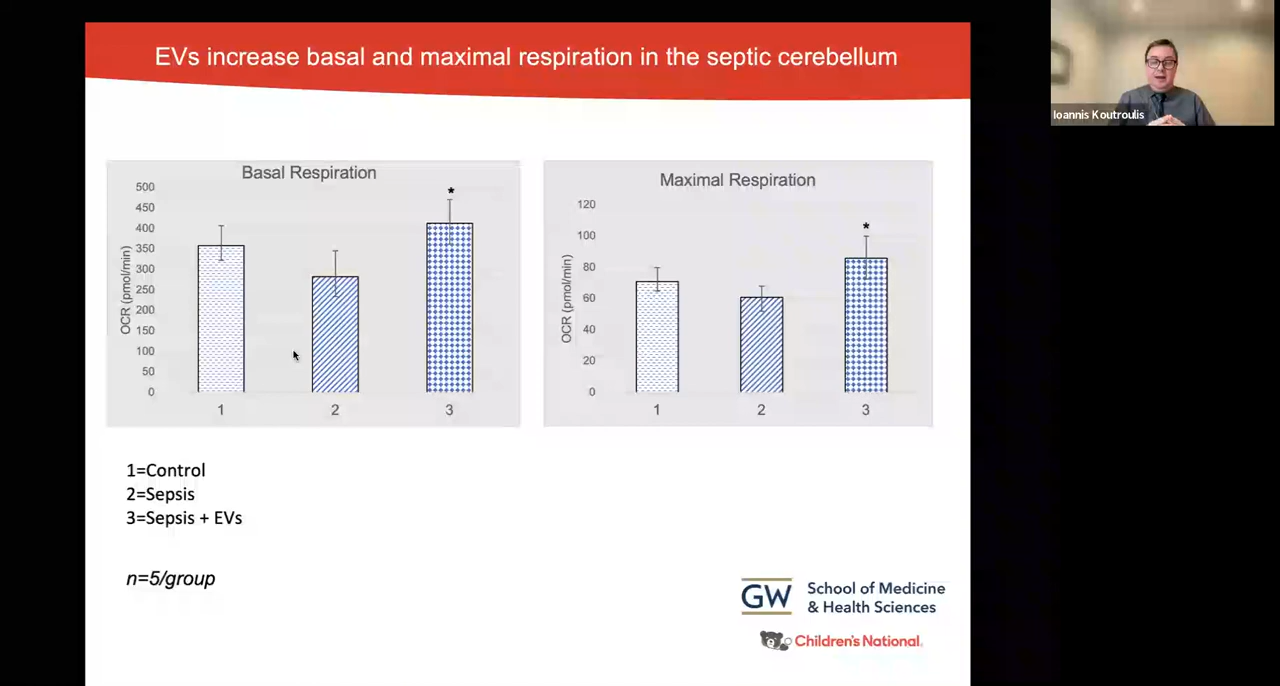 EVs increase basal and maximal respiration in the septic cerebellum
Ioannis Koutroulis
Basal Respiration
500
450
400
350
300
250
200
150
100
50
0
OCR (pmol/min)
*
1
2
3
Maximal Respiration
120
100
80
60
40
20
0
OCR (pmol/min)
*
1
2
3
1=Control
2=Sepsis
3=Sepsis + EVs
n=5/group
GW
School of Medicine
& Health Sciences
Children's National.